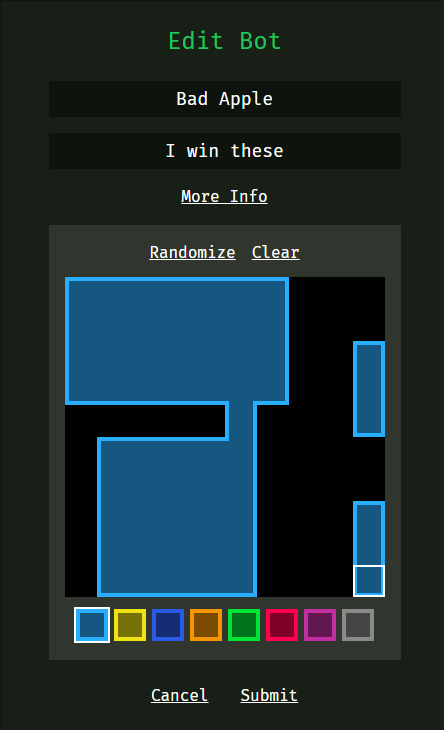 Edit Bot
Bad Apple
I win these
More Info
Randomize Clear
Cancel Submit